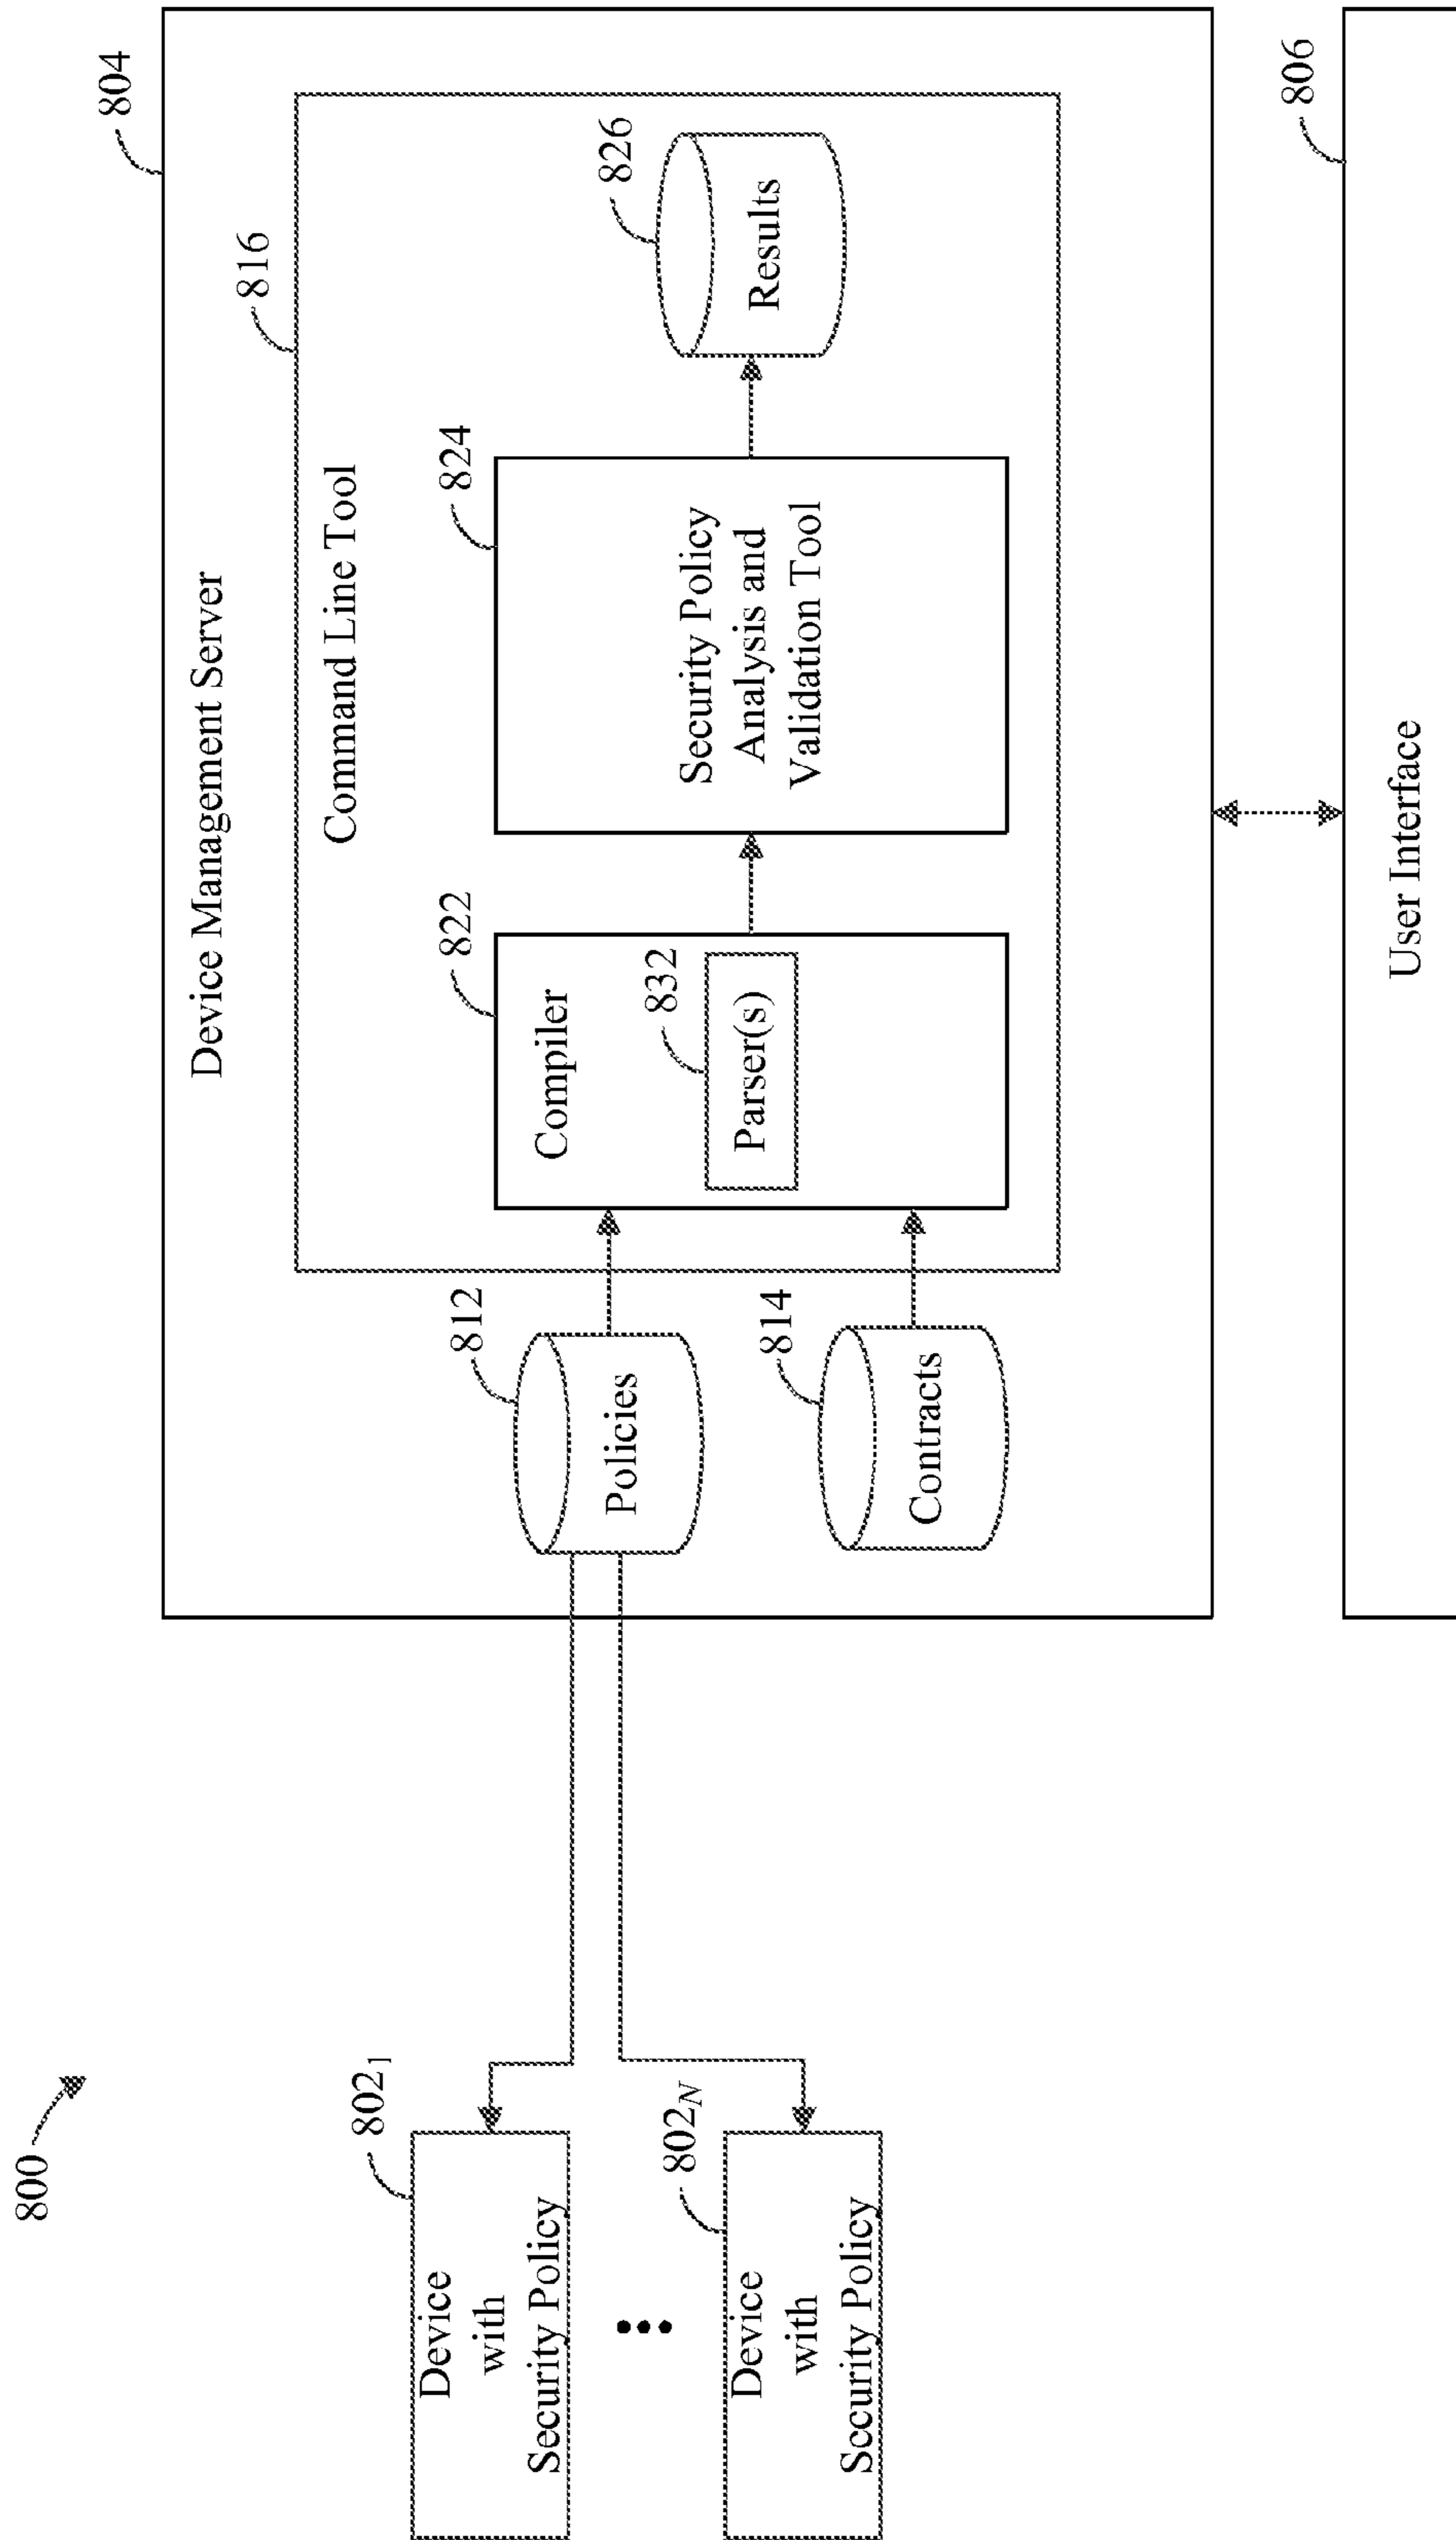 800
802₁
Device
with
Security Policy
802N
Device
with
Security Policy
804
Device Management Server
816
Command Line Tool
812
Policies
814
Contracts
822
Compiler
832
Parser(s)
824
Security Policy
Analysis and
Validation Tool
826
Results
806
User Interface